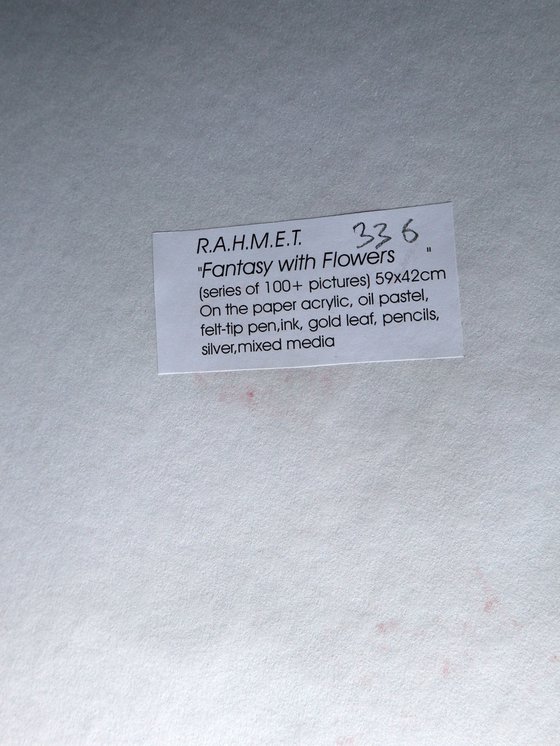 R.A.H.M.E.T. 336
"Fantasy with Flowers "
(series of 100+ pictures) 59x42cm
On the paper acrylic, oil pastel,
felt-tip pen,ink, gold leaf, pencils,
silver,mixed media